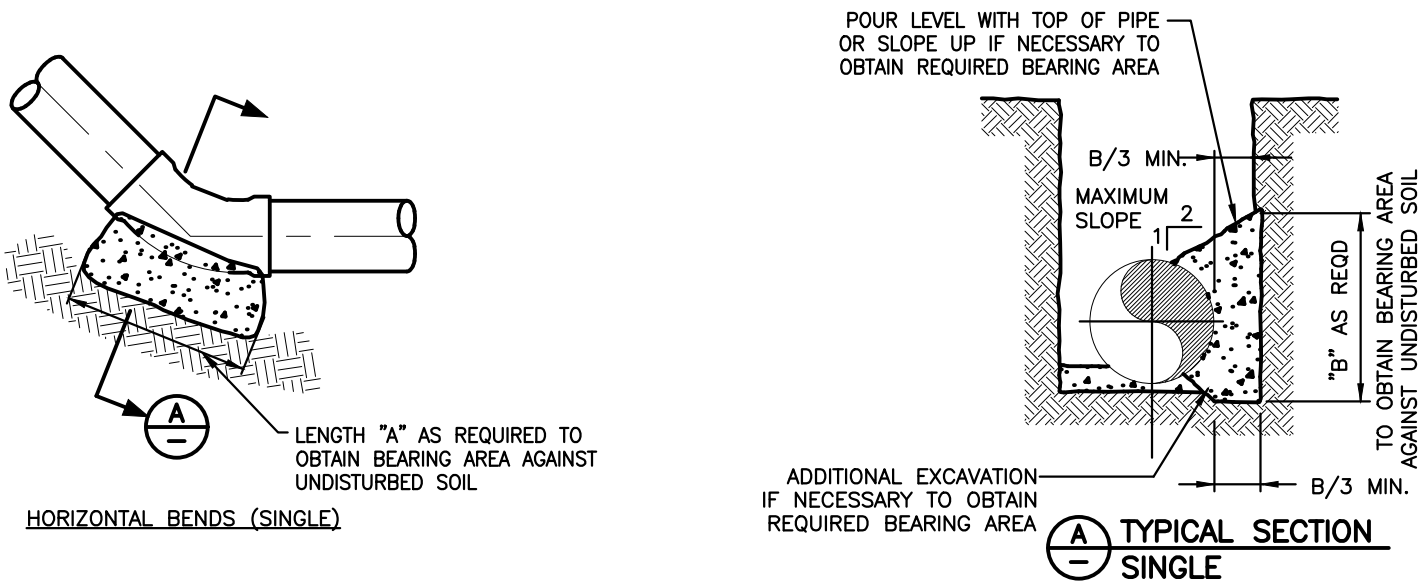 POUR LEVEL WITH TOP OF PIPE
OR SLOPE UP IF NECESSARY TO
OBTAIN REQUIRED BEARING AREA
B/3 MIN.
MAXIMUM
SLOPE
1
2
"B" AS REQD
TO OBTAIN BEARING AREA
AGAINST UNDISTURBED SOIL
A
–
LENGTH "A" AS REQUIRED TO
OBTAIN BEARING AREA AGAINST
UNDISTURBED SOIL
HORIZONTAL BENDS (SINGLE)
ADDITIONAL EXCAVATION
IF NECESSARY TO OBTAIN
REQUIRED BEARING AREA
B/3 MIN.
A
–
TYPICAL SECTION
SINGLE